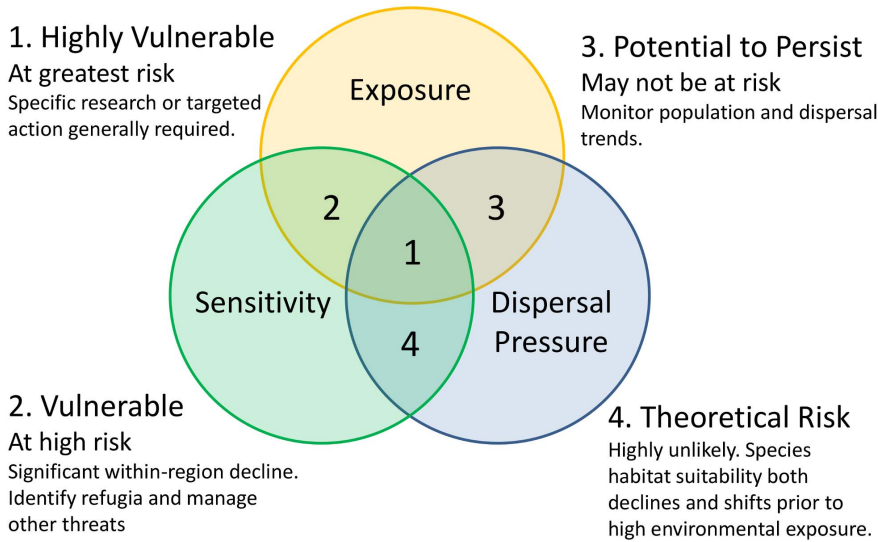 1. Highly Vulnerable
At greatest risk
Specific research or targeted
action generally required.
Exposure
3. Potential to Persist
May not be at risk
Monitor population and dispersal
trends.
2
3
1
Sensitivity
Dispersal
Pressure
4
2. Vulnerable
At high risk
Significant within-region decline.
Identify refugia and manage
other threats
4. Theoretical Risk
Highly unlikely. Species
habitat suitability both
declines and shifts prior to
high environmental exposure.